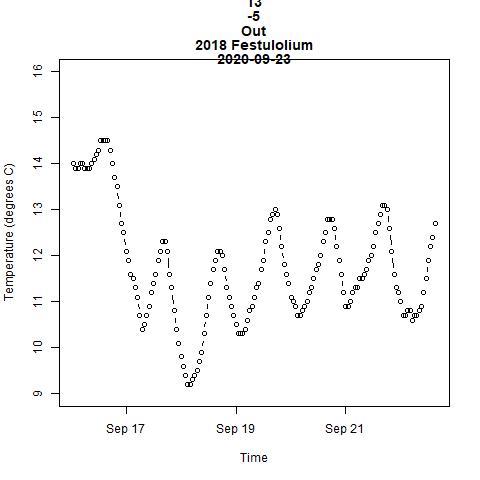 13
-5
Out
2018 Festulolium
2020-09-23
16
15
14
13
12
11
10
9
Temperature (degrees C)
Sep 17
Sep 19
Sep 21
Time